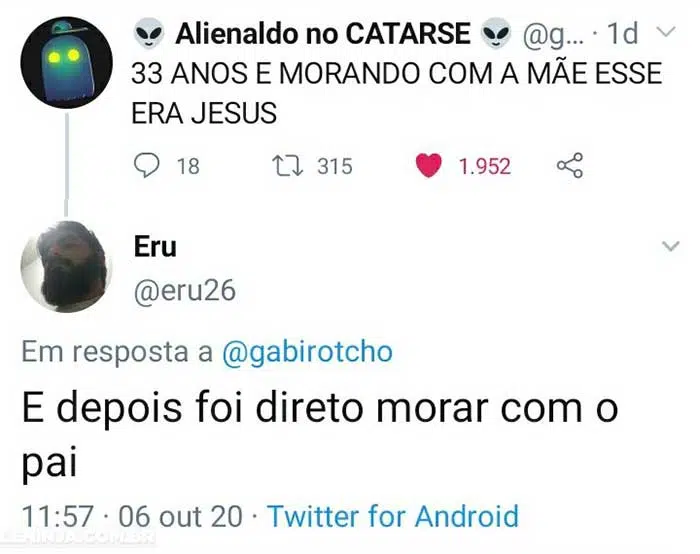 👽 Alienaldo no CATARSE 👽 @g... · 1d
33 ANOS E MORANDO COM A MÃE ESSE
ERA JESUS
18 315 1.952
Eru
@eru26
Em resposta a @gabirotcho
E depois foi direto morar com o
pai
11:57 · 06 out 20 · Twitter for Android